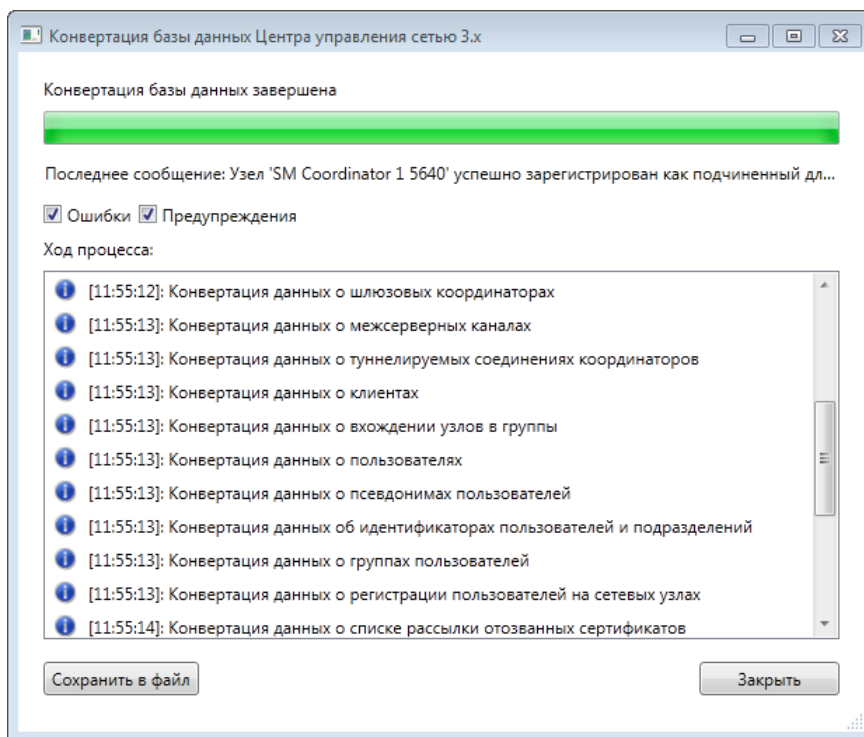 Конвертация базы данных Центра управления сетью 3.x
Конвертация базы данных завершена
Последнее сообщение: Узел 'SM Coordinator 1 5640' успешно зарегистрирован как подчиненный дл...
Ошибки Предупреждения
Ход процесса:
[11:55:12]: Конвертация данных о шлюзовых координаторах
[11:55:13]: Конвертация данных о межсерверных каналах
[11:55:13]: Конвертация данных о туннелируемых соединениях координаторов
[11:55:13]: Конвертация данных о клиентах
[11:55:13]: Конвертация данных о вхождении узлов в группы
[11:55:13]: Конвертация данных о пользователях
[11:55:13]: Конвертация данных о псевдонимах пользователей
[11:55:13]: Конвертация данных об идентификаторах пользователей и подразделений
[11:55:13]: Конвертация данных о группах пользователей
[11:55:13]: Конвертация данных о регистрации пользователей на сетевых узлах
[11:55:14]: Конвертация данных о списке рассылки отозванных сертификатов
Сохранить в файл Закрыть